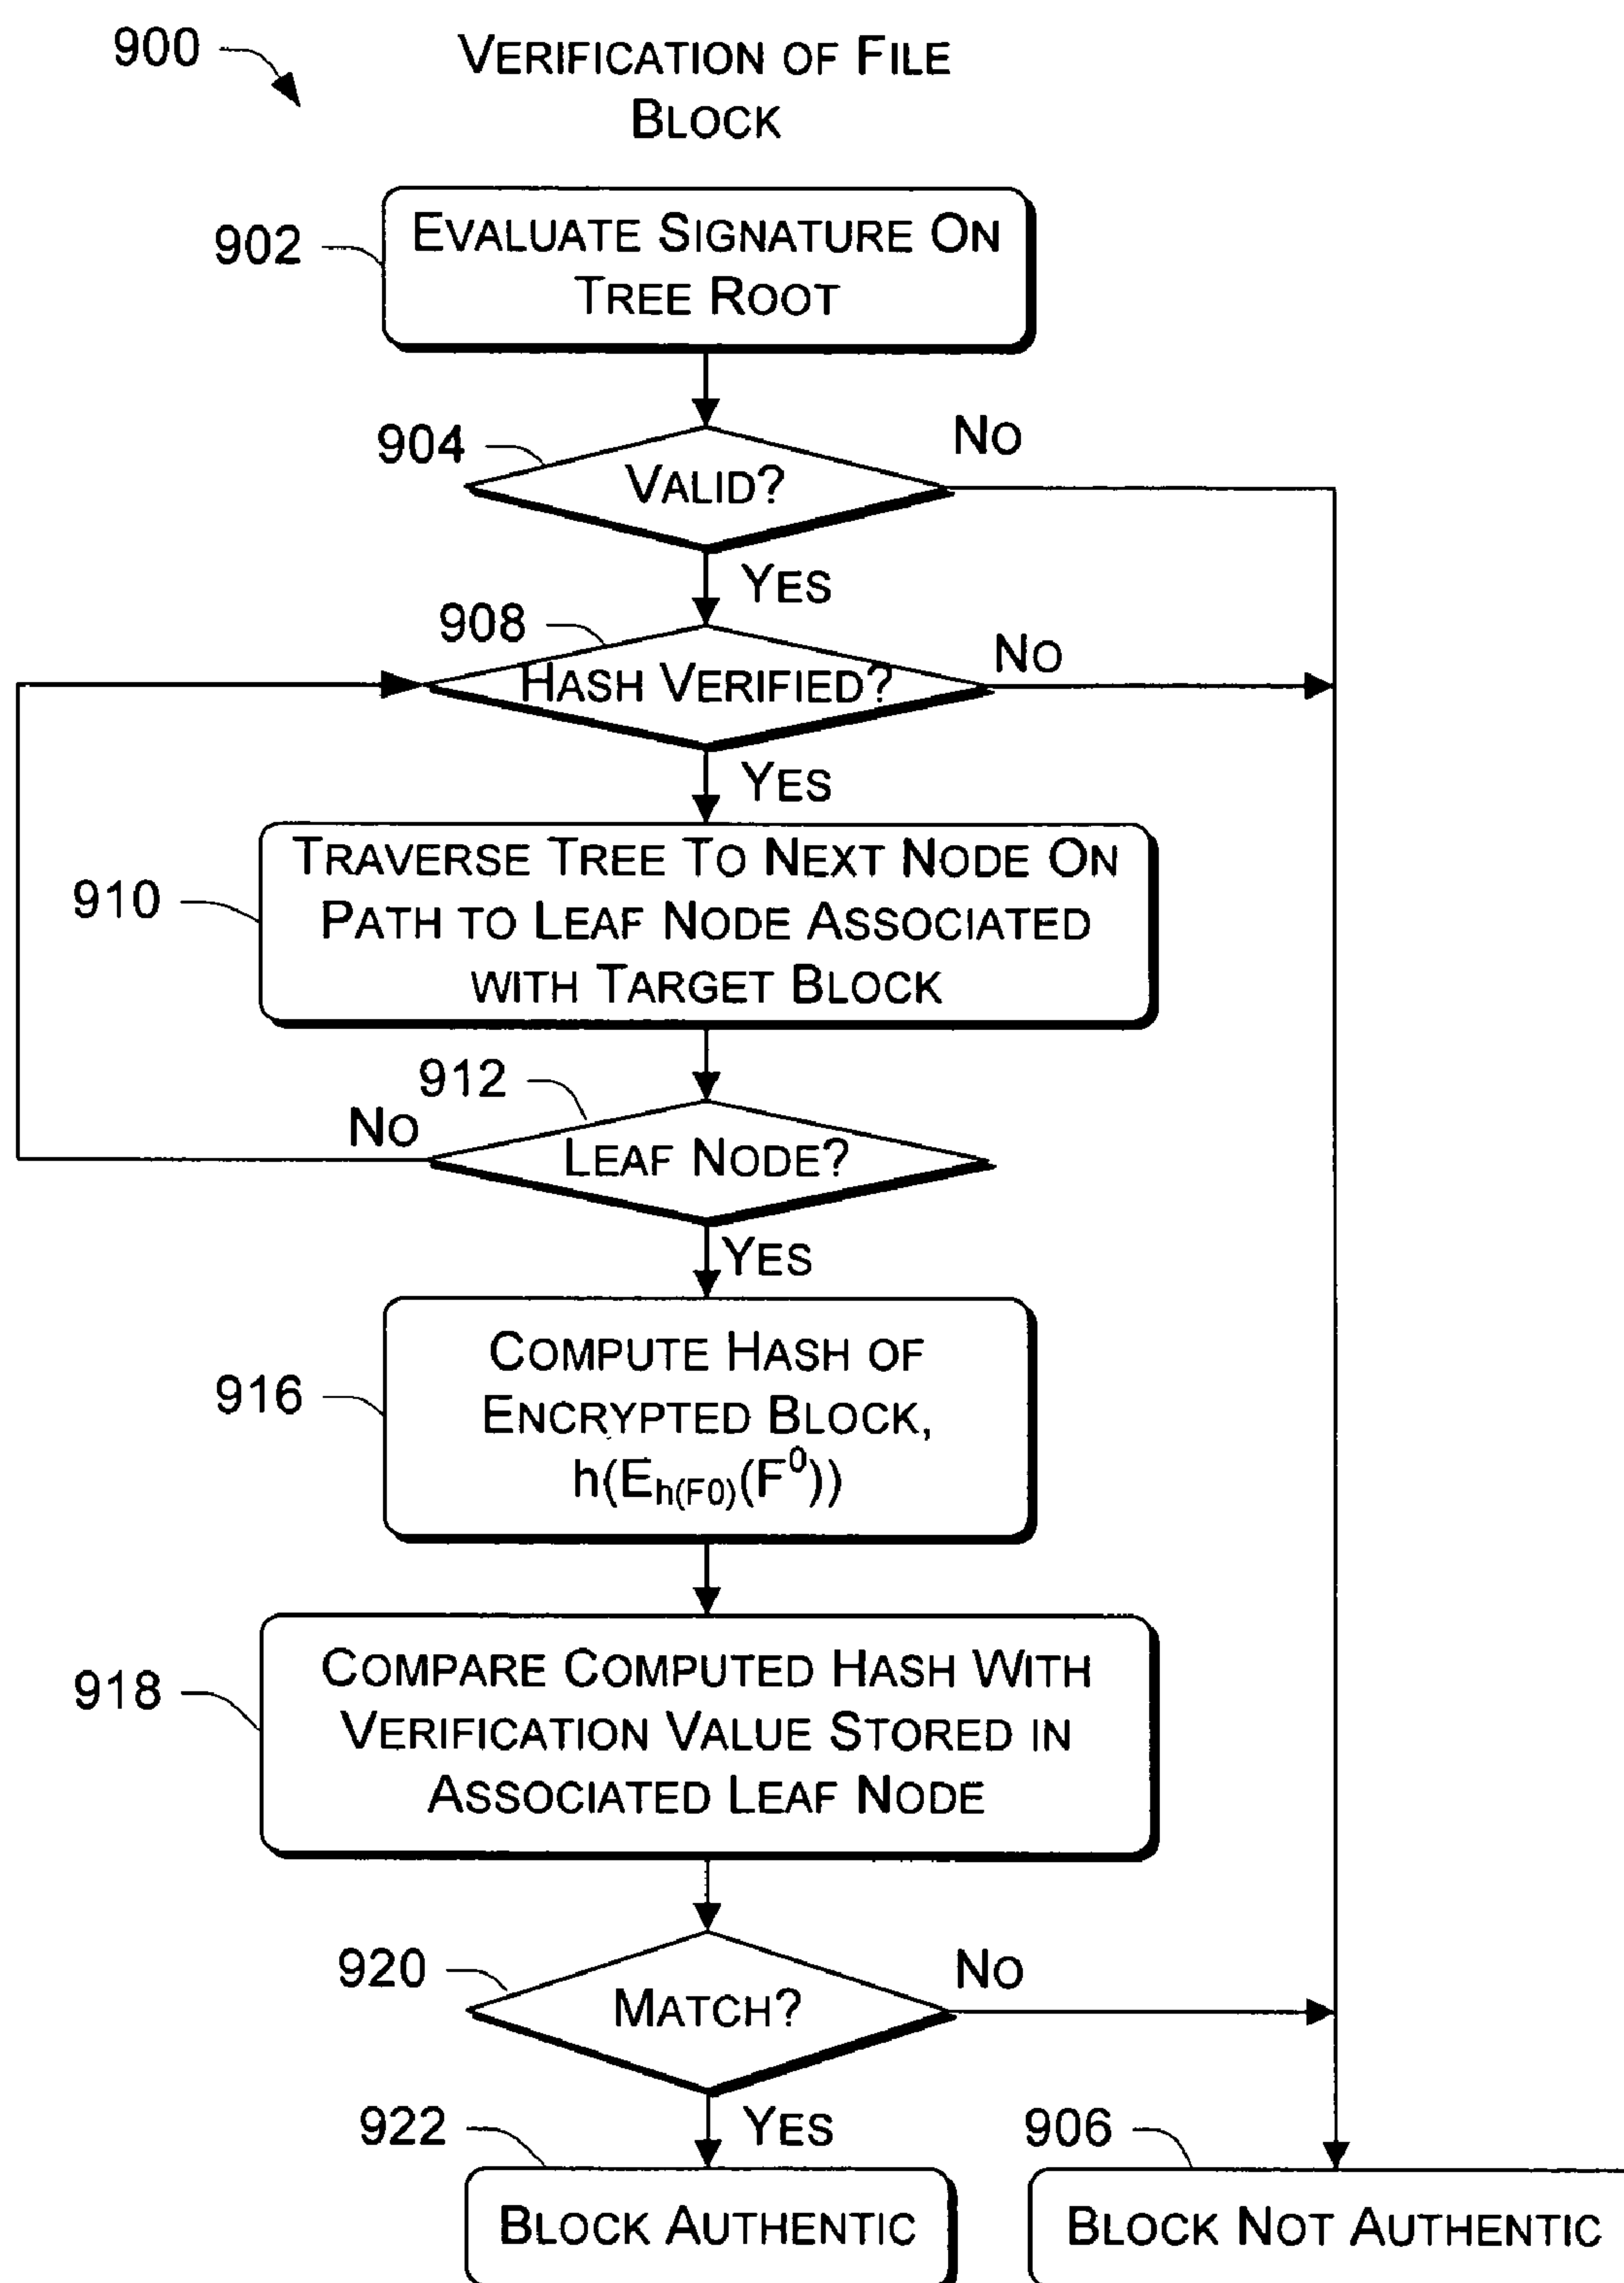 900
VERIFICATION OF FILE
BLOCK
902
EVALUATE SIGNATURE ON
TREE ROOT
904
VALID?
NO
YES
908
HASH VERIFIED?
NO
YES
910
TRAVERSE TREE TO NEXT NODE ON
PATH TO LEAF NODE ASSOCIATED
WITH TARGET BLOCK
912
NO
LEAF NODE?
YES
916
COMPUTE HASH OF
ENCRYPTED BLOCK,
h(E_{h(F0)}(F^0))
918
COMPARE COMPUTED HASH WITH
VERIFICATION VALUE STORED IN
ASSOCIATED LEAF NODE
920
MATCH?
NO
YES
922
BLOCK AUTHENTIC
906
BLOCK NOT AUTHENTIC